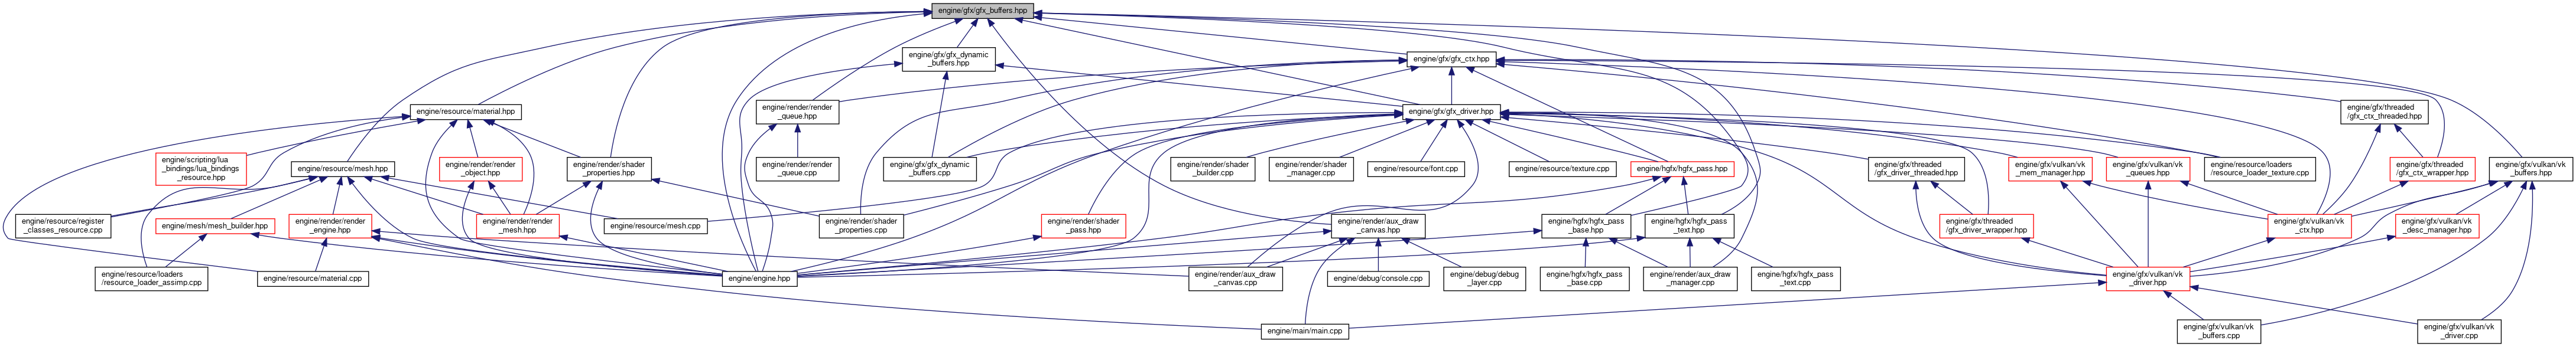 engine/gfx/gfx_buffers.hpp
engine/gfx/gfx_dynamic
_buffers.hpp
engine/gfx/gfx_ctx.hpp
engine/resource/material.hpp
engine/render/render
_queue.hpp
engine/gfx/gfx_driver.hpp
engine/gfx/threaded
/gfx_ctx_threaded.hpp
engine/scripting/lua
_bindings/lua_bindings
_resource.hpp
engine/resource/mesh.hpp
engine/render/render
_object.hpp
engine/render/shader
_properties.hpp
engine/render/render
_queue.cpp
engine/gfx/gfx_dynamic
_buffers.cpp
engine/render/shader
_builder.cpp
engine/render/shader
_manager.cpp
engine/resource/font.cpp
engine/resource/texture.cpp
engine/hgfx/hgfx_pass.hpp
engine/gfx/threaded
/gfx_driver_threaded.hpp
engine/gfx/vulkan/vk
_mem_manager.hpp
engine/gfx/vulkan/vk
_queues.hpp
engine/resource/loaders
/resource_loader_texture.cpp
engine/gfx/threaded
/gfx_ctx_wrapper.hpp
engine/gfx/vulkan/vk
_buffers.hpp
engine/resource/register
_classes_resource.cpp
engine/mesh/mesh_builder.hpp
engine/render/render
_engine.hpp
engine/render/render
_mesh.hpp
engine/resource/mesh.cpp
engine/render/shader
_properties.cpp
engine/render/shader
_pass.hpp
engine/render/aux_draw
_canvas.hpp
engine/hgfx/hgfx_pass
_base.hpp
engine/hgfx/hgfx_pass
_text.hpp
engine/gfx/threaded
/gfx_driver_wrapper.hpp
engine/gfx/vulkan/vk
_ctx.hpp
engine/gfx/vulkan/vk
_desc_manager.hpp
engine/resource/loaders
/resource_loader_assimp.cpp
engine/resource/material.cpp
engine/engine.hpp
engine/render/aux_draw
_canvas.cpp
engine/debug/console.cpp
engine/debug/debug
_layer.cpp
engine/hgfx/hgfx_pass
_base.cpp
engine/render/aux_draw
_manager.cpp
engine/hgfx/hgfx_pass
_text.cpp
engine/gfx/vulkan/vk
_driver.hpp
engine/main/main.cpp
engine/gfx/vulkan/vk
_buffers.cpp
engine/gfx/vulkan/vk
_driver.cpp